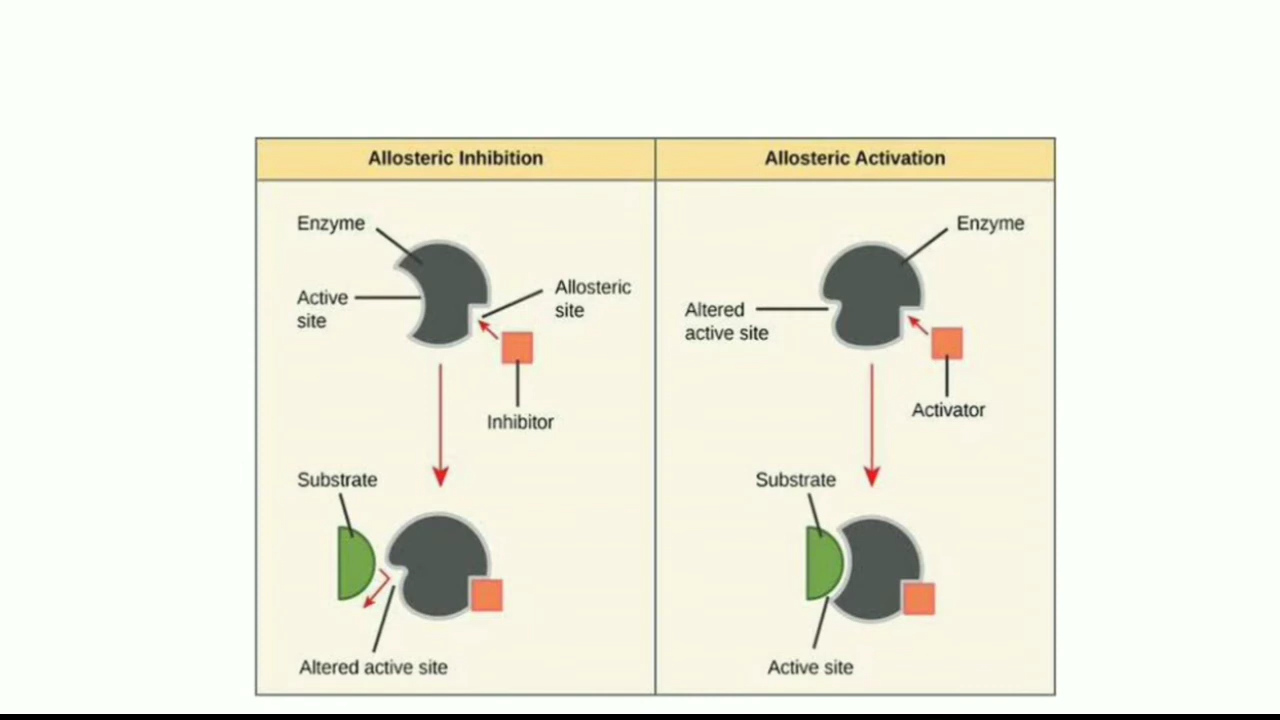 Allosteric Inhibition
Enzyme
Active
site
Allosteric
site
Inhibitor
Substrate
Altered active site
Allosteric Activation
Enzyme
Altered
active site
Activator
Substrate
Active site